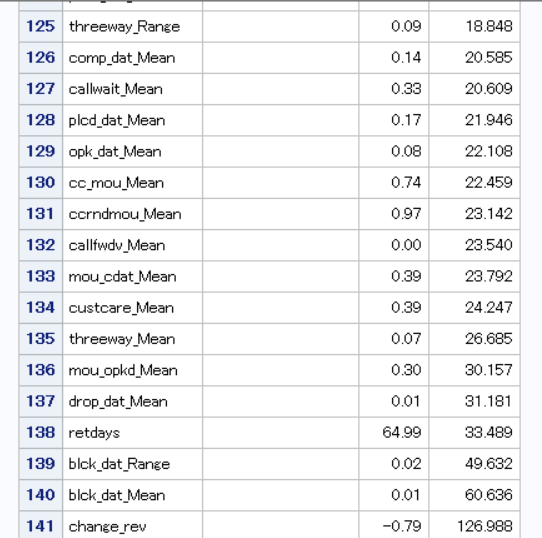 125 threeway_Range 0.09 18.848
126 comp_dat_Mean 0.14 20.585
127 callwait_Mean 0.33 20.609
128 plcd_dat_Mean 0.17 21.946
129 opk_dat_Mean 0.08 22.108
130 cc_mou_Mean 0.74 22.459
131 ccrndmou_Mean 0.97 23.142
132 callfwdv_Mean 0.00 23.540
133 mou_cdat_Mean 0.39 23.792
134 custcare_Mean 0.39 24.247
135 threeway_Mean 0.07 26.685
136 mou_opkd_Mean 0.30 30.157
137 drop_dat_Mean 0.01 31.181
138 retdays 64.99 33.489
139 blck_dat_Range 0.02 49.632
140 blck_dat_Mean 0.01 60.636
141 change_rev -0.79 126.988